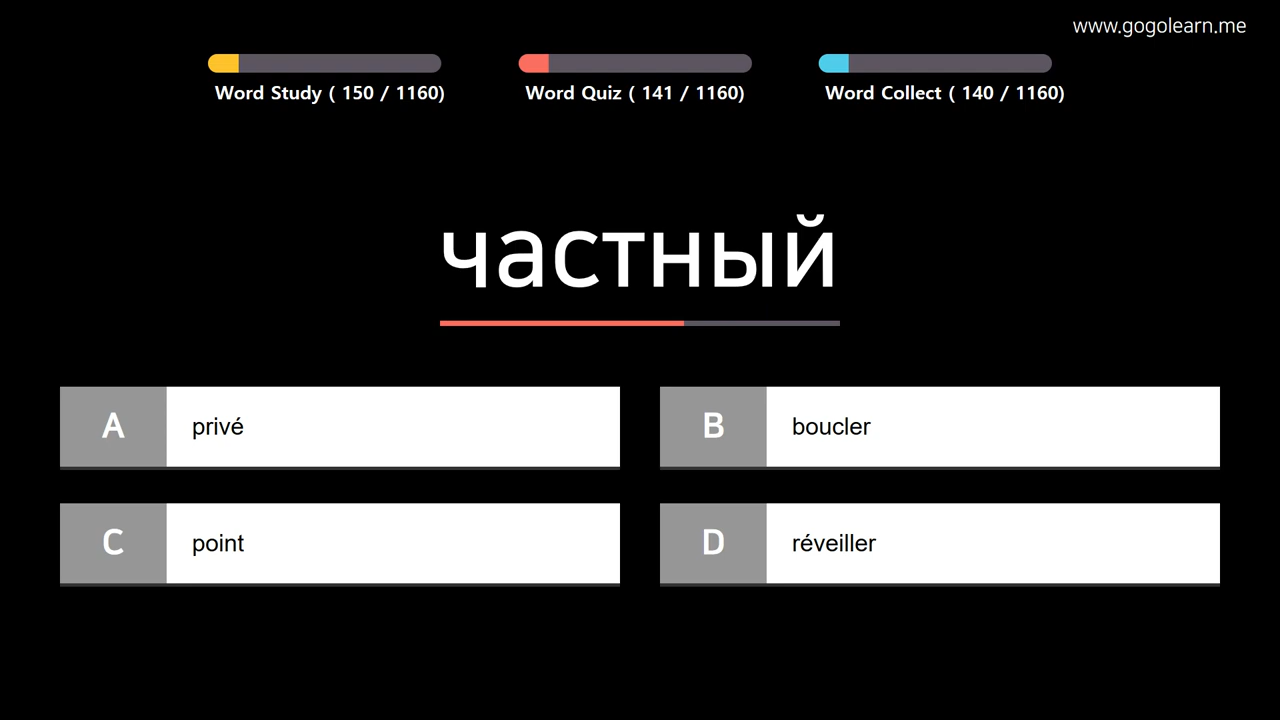 www.gogolearn.me
Word Study ( 150 / 1160)
Word Quiz ( 141 / 1160)
Word Collect ( 140 / 1160)
частный
A privé
B boucler
C point
D réveiller